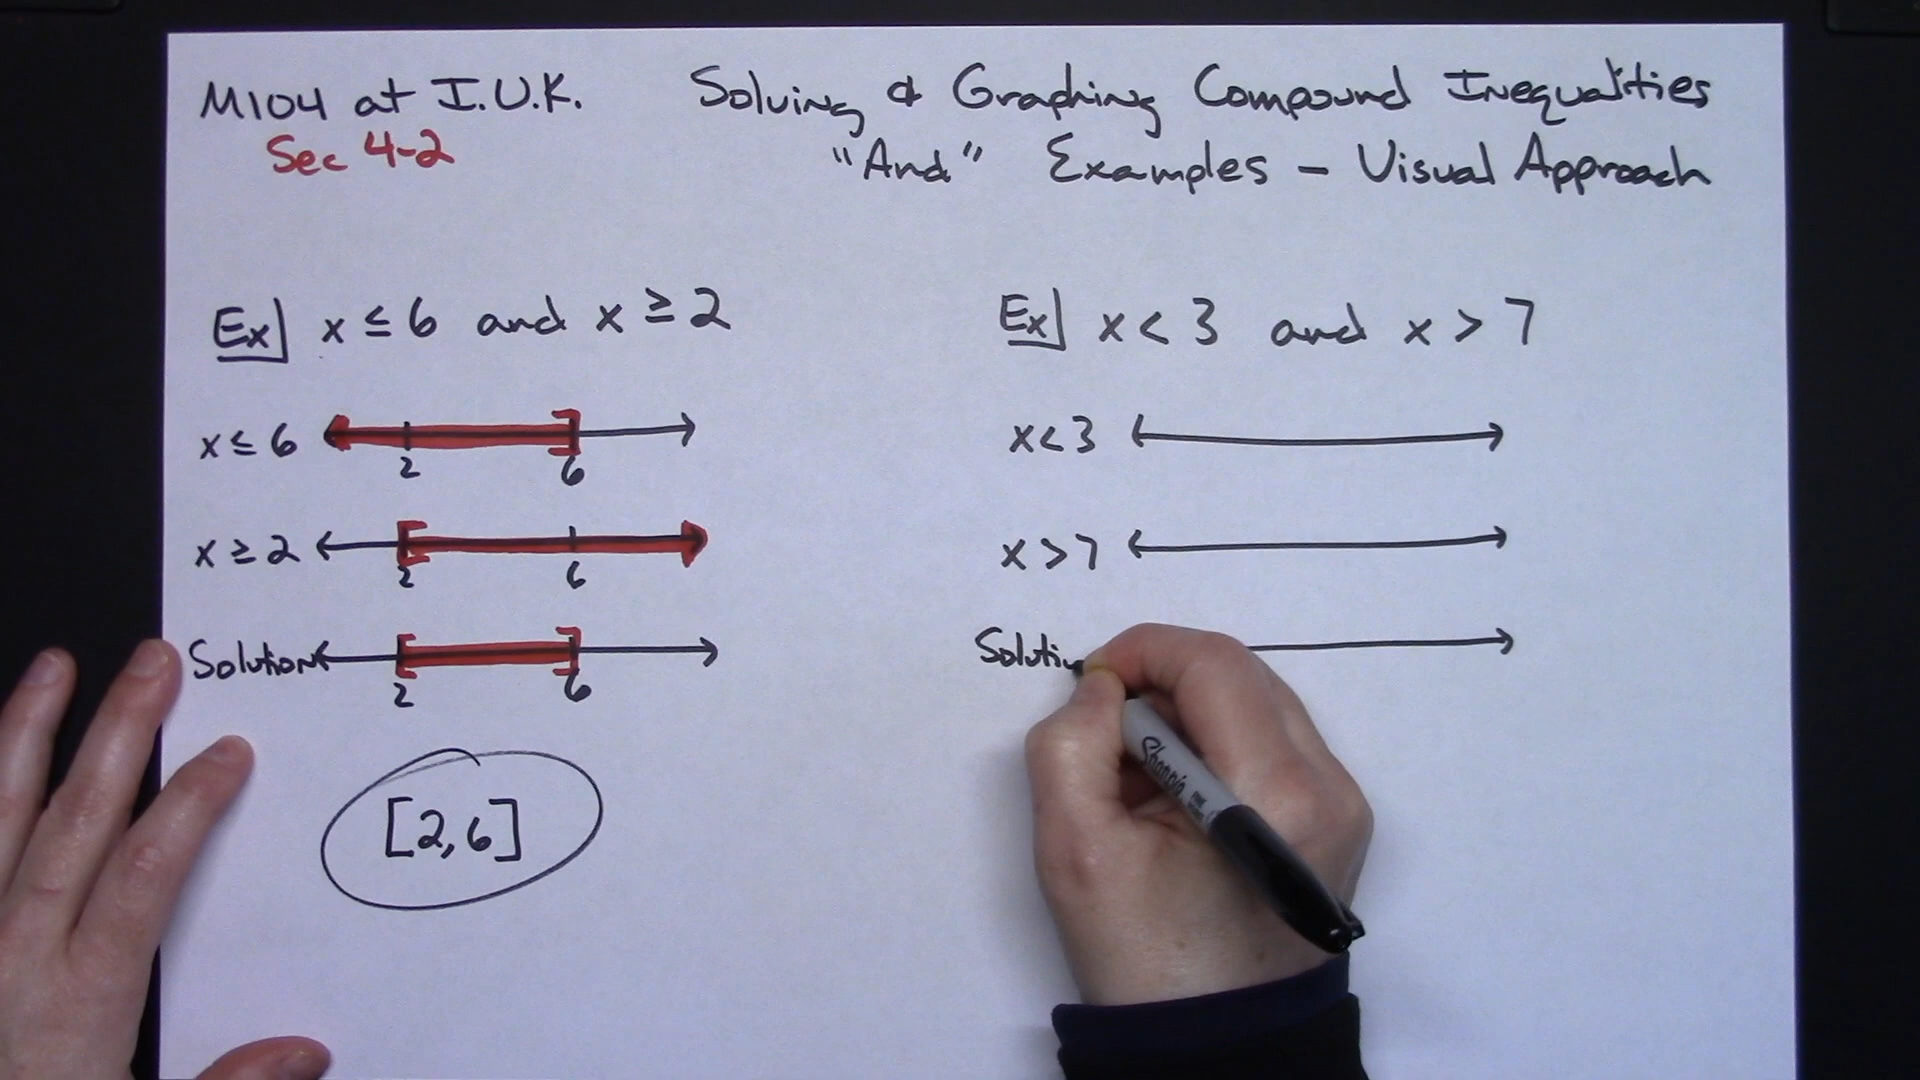 M104 at I.U.K.
Sec 4-2
Solving & Graphing Compound Inequalities
"And" Examples - Visual Approach
Ex] x ≤ 6 and x ≥ 2
x ≤ 6
2 6
x ≥ 2
2 6
Solution
2 6
[2,6]
Ex] x < 3 and x > 7
x < 3
x > 7
Soluti
Sharpie